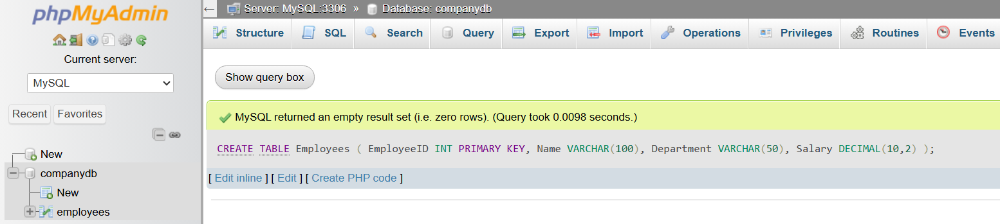 phpMyAdmin
Current server:
MySQL
Recent Favorites
New
companydb
New
employees
Server: MySQL:3306 » Database: companydb
Structure SQL Search Query Export Import Operations Privileges Routines Events
Show query box
MySQL returned an empty result set (i.e. zero rows). (Query took 0.0098 seconds.)
CREATE TABLE Employees ( EmployeeID INT PRIMARY KEY, Name VARCHAR(100), Department VARCHAR(50), Salary DECIMAL(10,2) );
[ Edit inline ] [ Edit ] [ Create PHP code ]